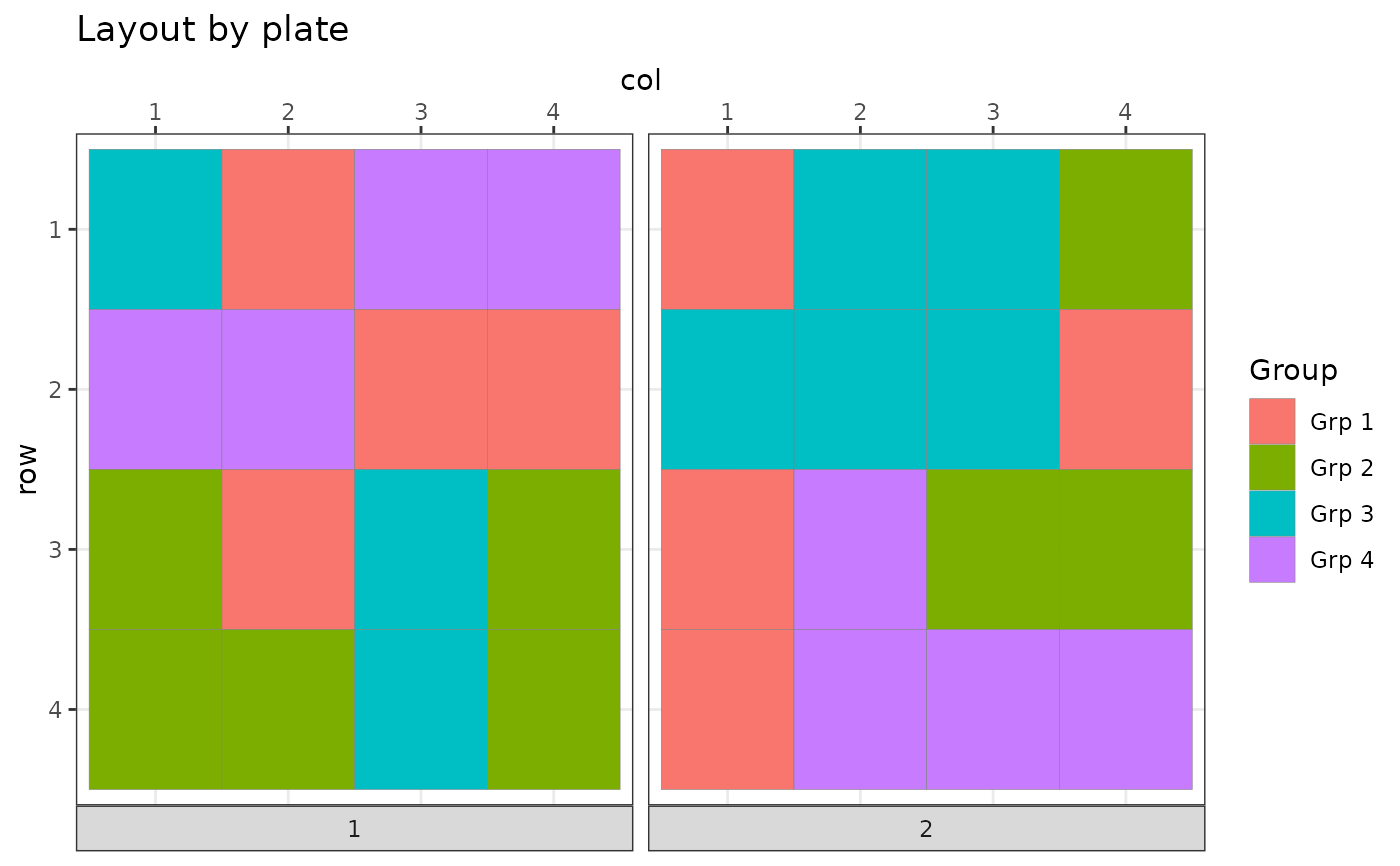 Layout by plate
col
1 2 3 4 1 2 3 4
1
2
row
3
4
Group
Grp 1
Grp 2
Grp 3
Grp 4
1 2